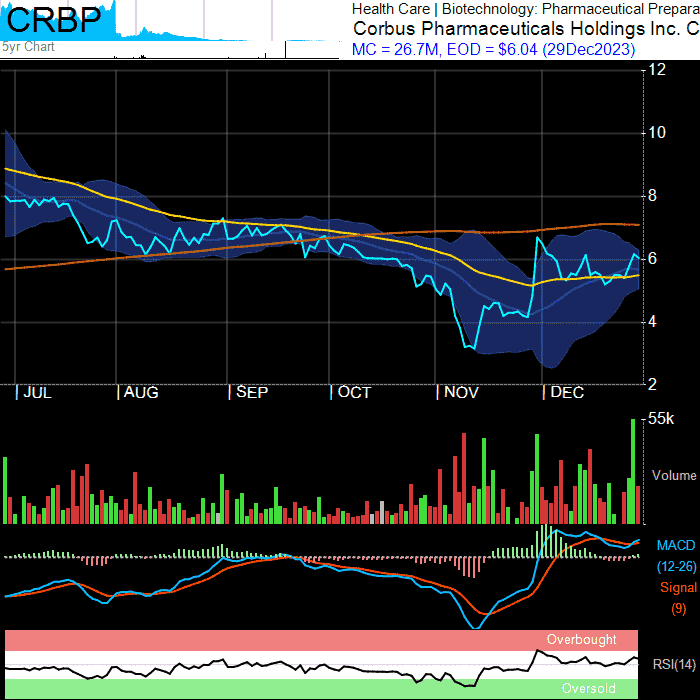 CRBP
5yr Chart
Health Care | Biotechnology: Pharmaceutical Prepara
Corbus Pharmaceuticals Holdings Inc. C
MC = 26.7M, EOD = $6.04 (29Dec2023)
12
10
8
6
4
2
JUL AUG SEP OCT NOV DEC
55k
Volume
MACD
(12-26)
Signal
(9)
Overbought
RSI(14)
Oversold